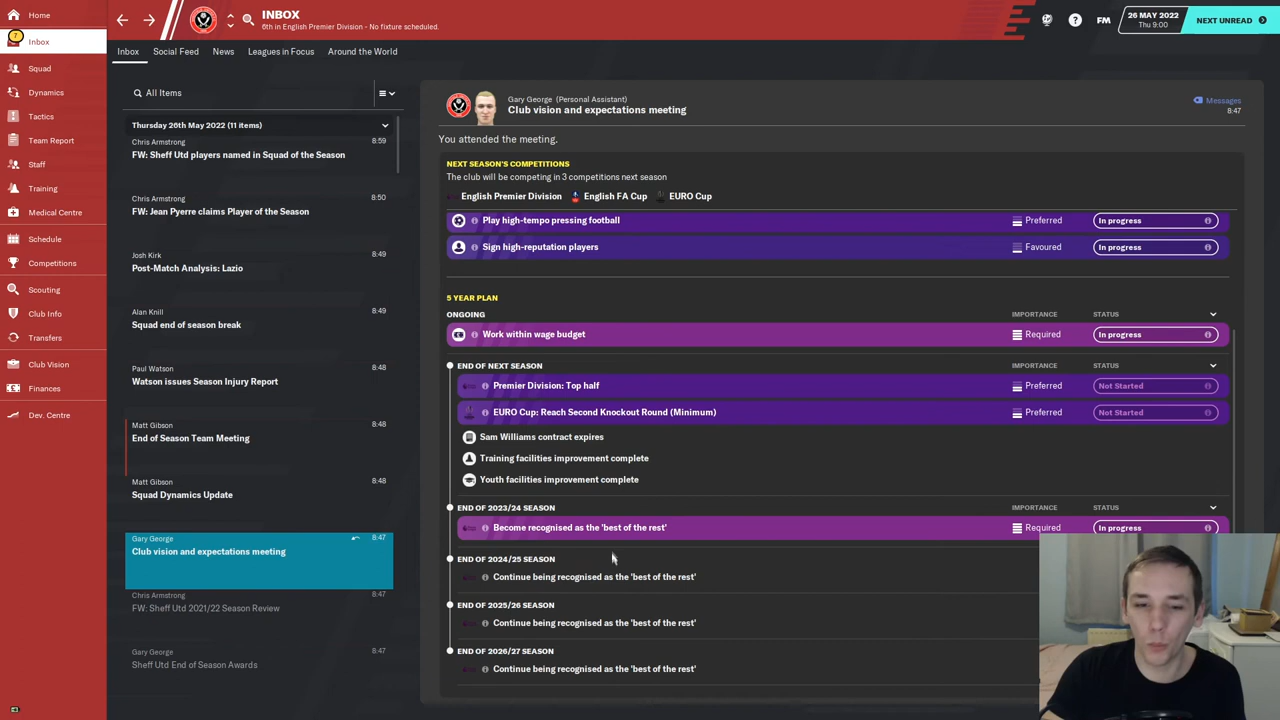 Home
7
Inbox
Squad
Dynamics
Tactics
Team Report
Staff
Training
Medical Centre
Schedule
Competitions
Scouting
Club Info
Transfers
Club Vision
Finances
Dev. Centre
INBOX
6th in English Premier Division - No fixture scheduled.
?
FM
26 MAY 2022
Thu 9:00
NEXT UNREAD
Inbox
Social Feed
News
Leagues in Focus
Around the World
All Items
Thursday 26th May 2022 (11 items)
Chris Armstrong 8:59
FW: Sheff Utd players named in Squad of the Season
Chris Armstrong 8:50
FW: Jean Pyerre claims Player of the Season
Josh Kirk 8:49
Post-Match Analysis: Lazio
Alan Knill 8:49
Squad end of season break
Paul Watson 8:48
Watson issues Season Injury Report
Matt Gibson 8:48
End of Season Team Meeting
Matt Gibson 8:48
Squad Dynamics Update
Gary George 8:47
Club vision and expectations meeting
Chris Armstrong 8:47
FW: Sheff Utd 2021/22 Season Review
Gary George 8:47
Sheff Utd End of Season Awards
Gary George (Personal Assistant)
Club vision and expectations meeting
Messages
8:47
You attended the meeting.
NEXT SEASON'S COMPETITIONS
The club will be competing in 3 competitions next season
English Premier Division English FA Cup EURO Cup
Play high-tempo pressing football Preferred In progress
Sign high-reputation players Favoured In progress
5 YEAR PLAN
ONGOING IMPORTANCE STATUS
Work within wage budget Required In progress
END OF NEXT SEASON IMPORTANCE STATUS
Premier Division: Top half Preferred Not Started
EURO Cup: Reach Second Knockout Round (Minimum) Preferred Not Started
Sam Williams contract expires
Training facilities improvement complete
Youth facilities improvement complete
END OF 2023/24 SEASON IMPORTANCE STATUS
Become recognised as the 'best of the rest' Required In progress
END OF 2024/25 SEASON
Continue being recognised as the 'best of the rest'
END OF 2025/26 SEASON
Continue being recognised as the 'best of the rest'
END OF 2026/27 SEASON
Continue being recognised as the 'best of the rest'